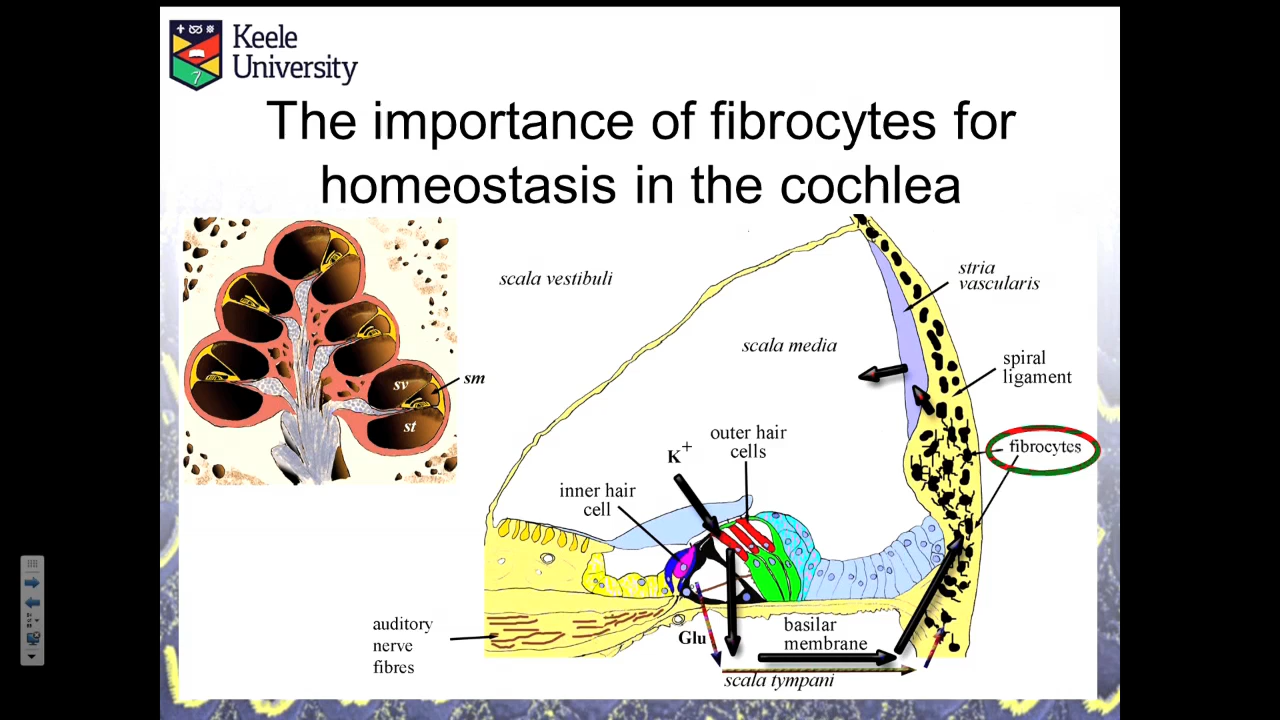 Keele
University
The importance of fibrocytes for
homeostasis in the cochlea
scala vestibuli
stria
vascularis
scala media
spiral
ligament
sm
sv
st
outer hair
cells
K+
fibrocytes
inner hair
cell
auditory
nerve
fibres
Glu
basilar
membrane
scala tympani